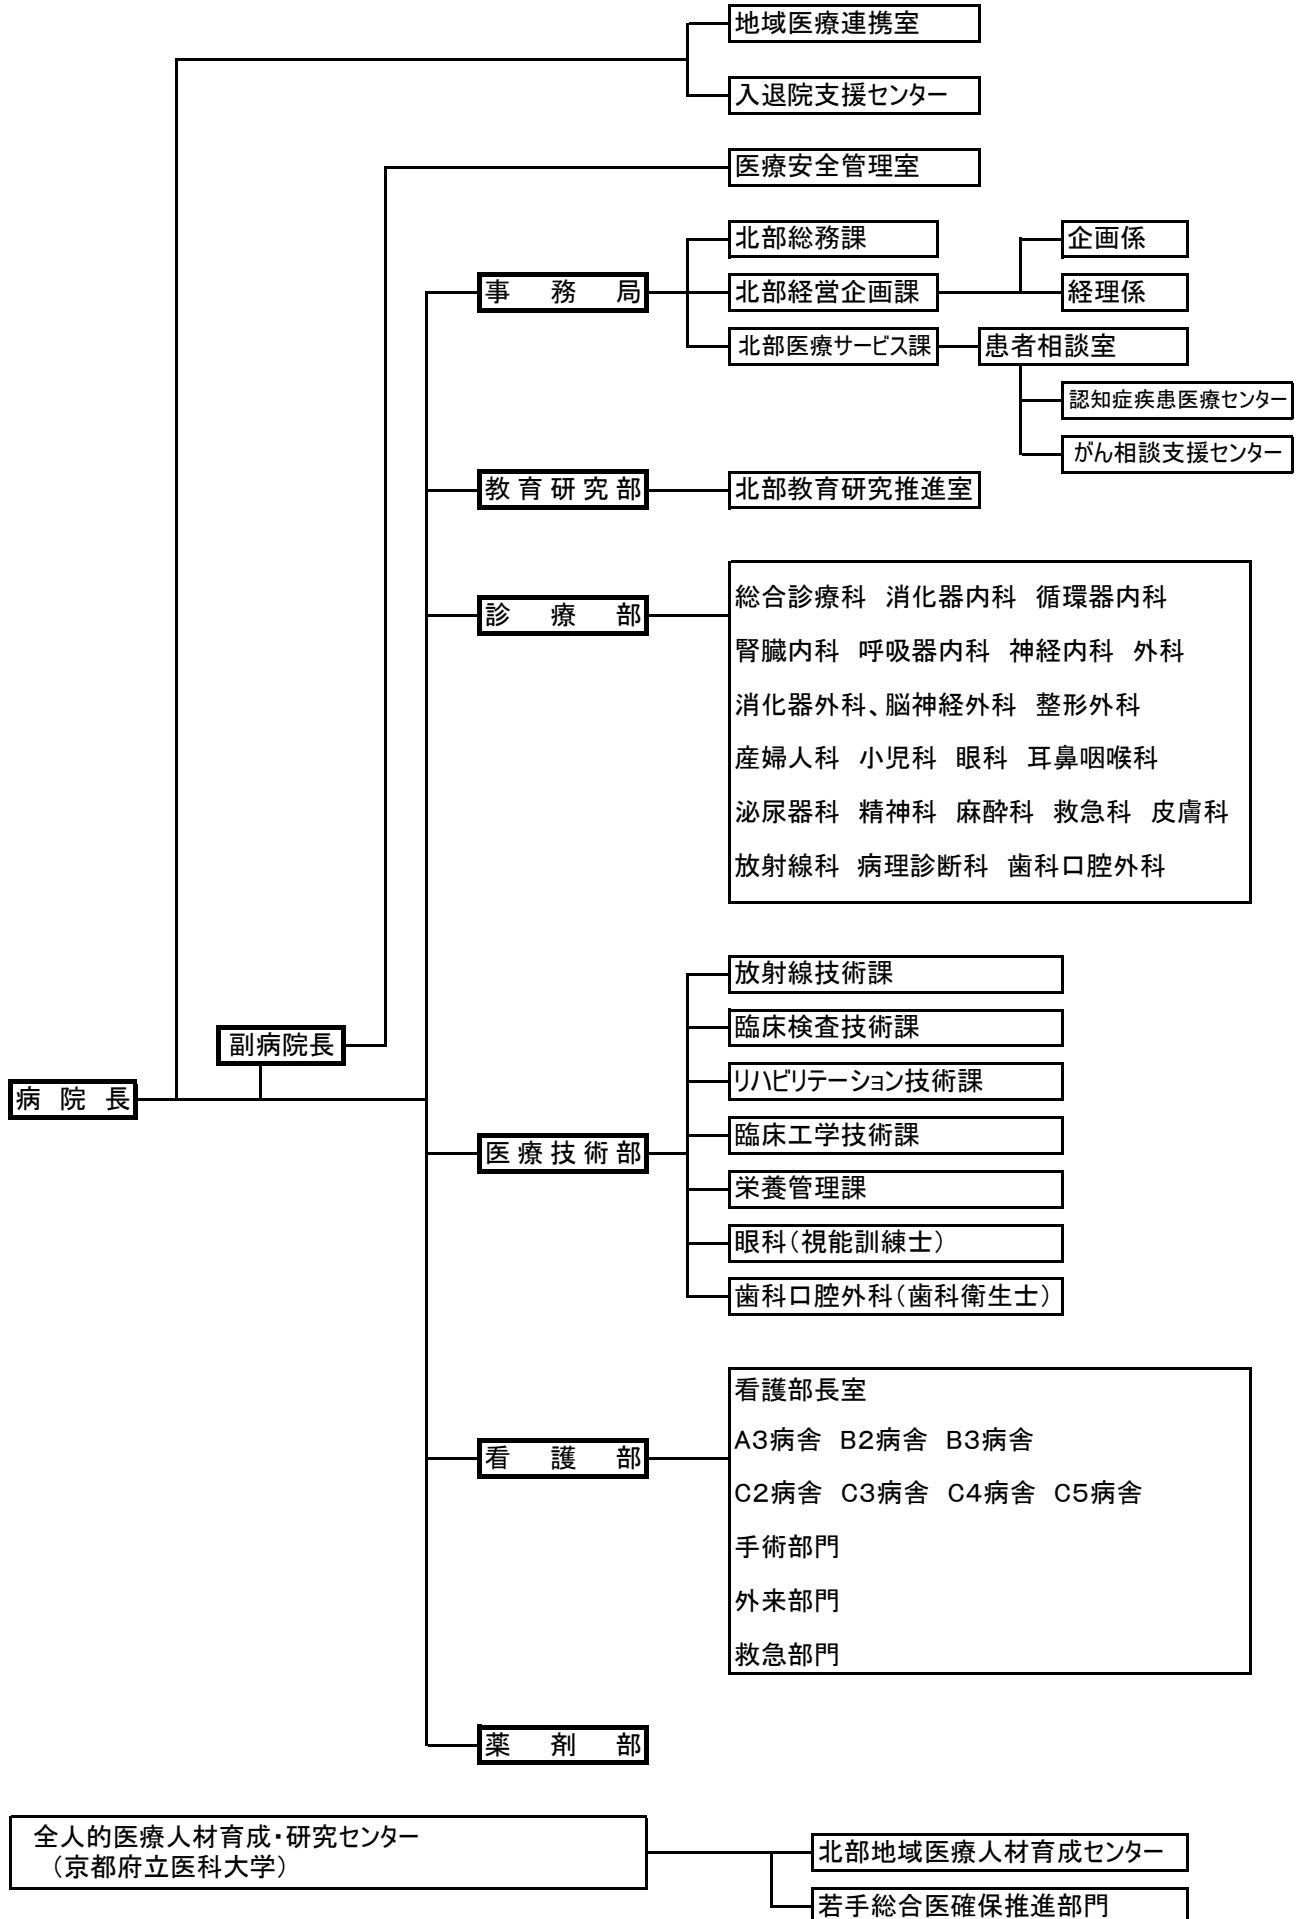 地域医療連携室
入退院支援センター
医療安全管理室
北部総務課
企画係
事　務　局
北部経営企画課
経理係
北部医療サービス課
患者相談室
認知症疾患医療センター
がん相談支援センター
教育研究部
北部教育研究推進室
診　療　部
総合診療科　消化器内科　循環器内科
腎臓内科　呼吸器内科　神経内科　外科
消化器外科、脳神経外科　整形外科
産婦人科　小児科　眼科　耳鼻咽喉科
泌尿器科　精神科　麻酔科　救急科　皮膚科
放射線科　病理診断科　歯科口腔外科
放射線技術課
臨床検査技術課
副病院長
リハビリテーション技術課
病　院　長
臨床工学技術課
医療技術部
栄養管理課
眼科（視能訓練士）
歯科口腔外科（歯科衛生士）
看護部長室
A3病舎　B2病舎　B3病舎
看　護　部
C2病舎　C3病舎　C4病舎　C5病舎
手術部門
外来部門
救急部門
薬　剤　部
全人的医療人材育成・研究センター
（京都府立医科大学）
北部地域医療人材育成センター
若手総合医確保推進部門